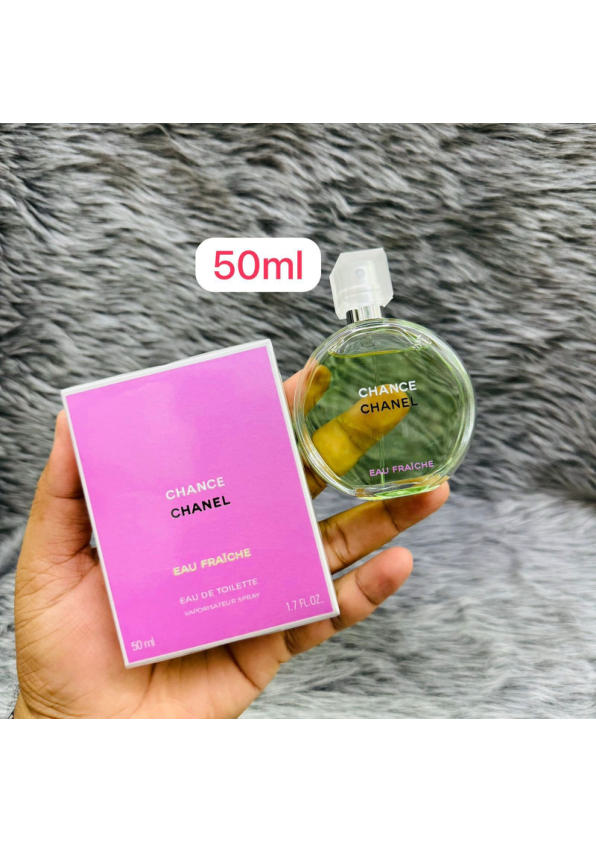 50ml
CHANCE
CHANEL
EAU FRAÎCHE
CHANCE
CHANEL
EAU FRAÎCHE
EAU DE TOILETTE
VAPORISATEUR SPRAY
50 ml
1.7 FL.OZ.